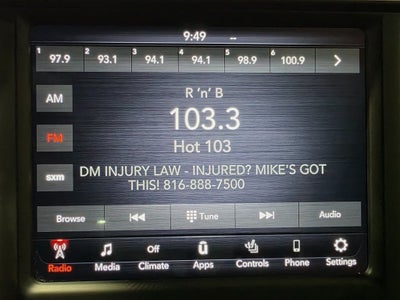 9:49 --
1 97.9 2 93.1 3 94.1 4 94.1 5 98.9 6 100.9
AM
R 'n' B
103.3
FM
Hot 103
sxm
DM INJURY LAW - INJURED? MIKE'S GOT
THIS! 816-888-7500
Browse Tune Audio
Off
Radio Media Climate Apps Controls Phone Settings